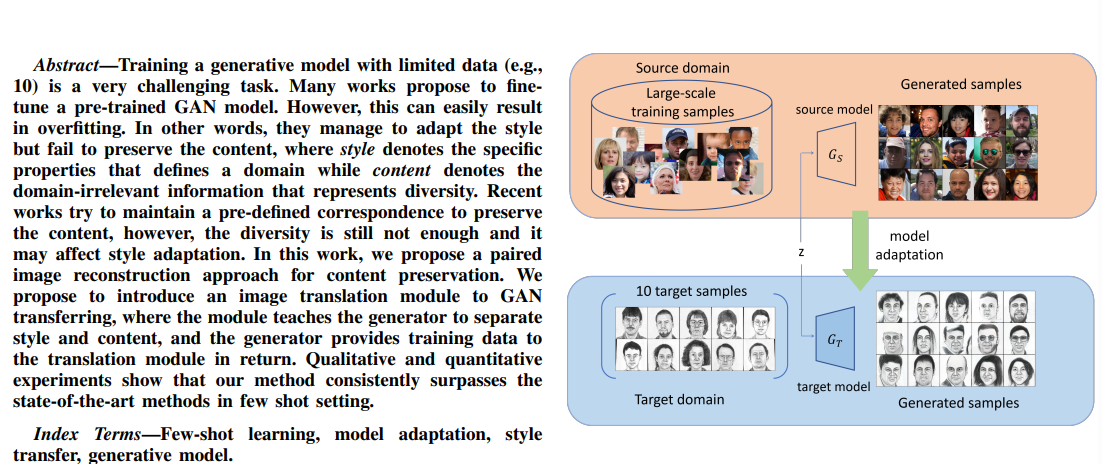 Abstract—Training a generative model with limited data (e.g.,
10) is a very challenging task. Many works propose to fine-
tune a pre-trained GAN model. However, this can easily result
in overfitting. In other words, they manage to adapt the style
but fail to preserve the content, where style denotes the specific
properties that defines a domain while content denotes the
domain-irrelevant information that represents diversity. Recent
works try to maintain a pre-defined correspondence to preserve
the content, however, the diversity is still not enough and it
may affect style adaptation. In this work, we propose a paired
image reconstruction approach for content preservation. We
propose to introduce an image translation module to GAN
transferring, where the module teaches the generator to separate
style and content, and the generator provides training data to
the translation module in return. Qualitative and quantitative
experiments show that our method consistently surpasses the
state-of-the-art methods in few shot setting.
Index Terms—Few-shot learning, model adaptation, style
transfer, generative model.
Source domain
Large-scale
training samples
source model
G_S
Generated samples
z
model
adaptation
10 target samples
Target domain
G_T
target model
Generated samples